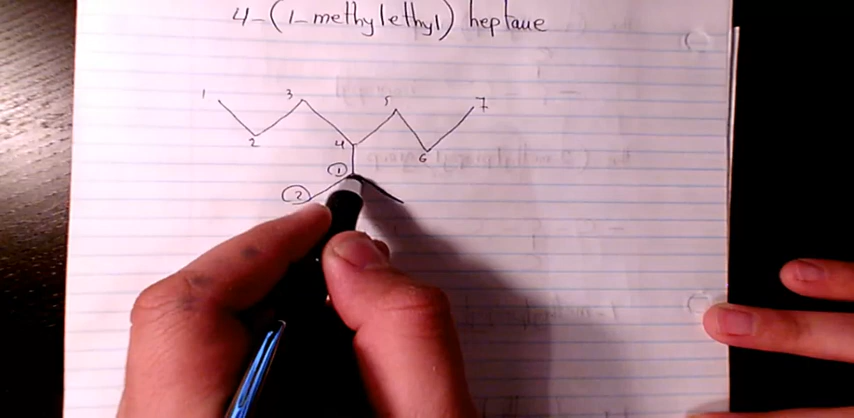 4-(1-methylethyl) heptane
1 3 5 7
2 4 6
①
②